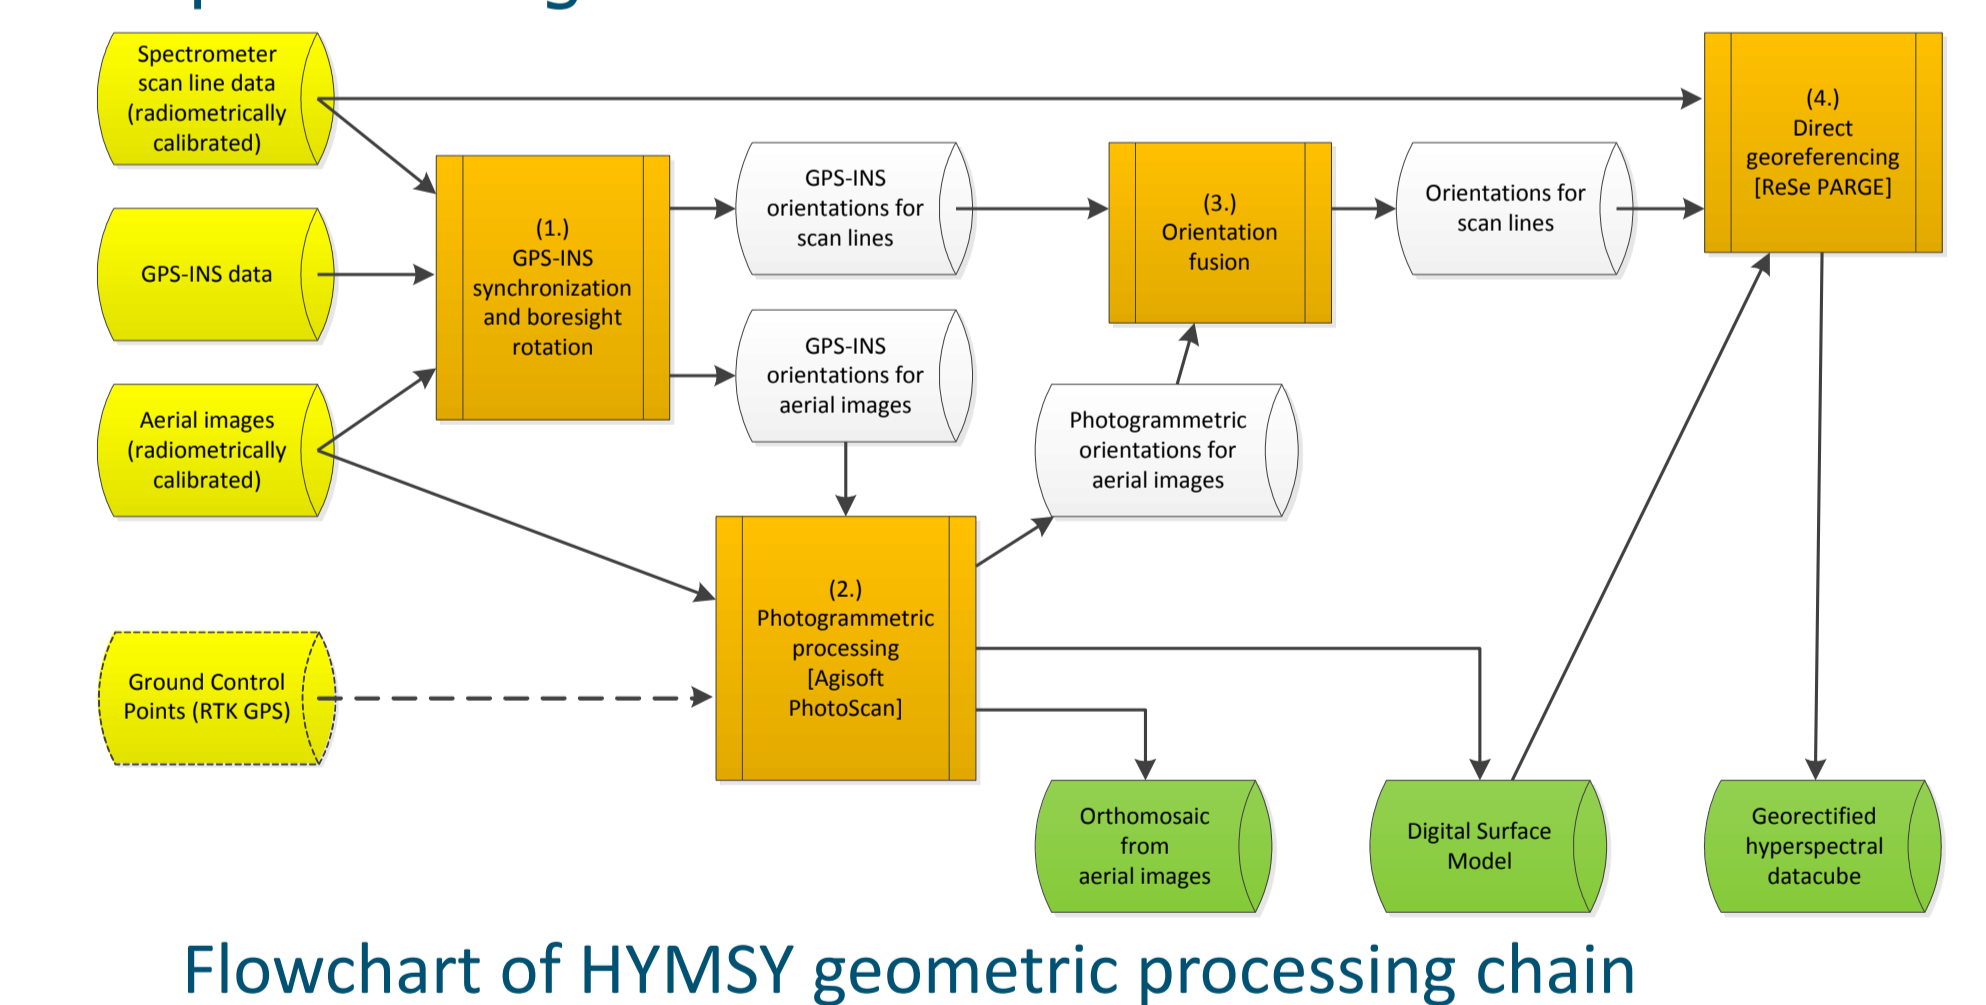 Spectrometer
scan line data
(radiometrically
calibrated)
GPS-INS data
Aerial images
(radiometrically
calibrated)
Ground Control
Points (RTK GPS)
(1.)
GPS-INS
synchronization
and boresight
rotation
GPS-INS
orientations for
scan lines
GPS-INS
orientations for
aerial images
(2.)
Photogrammetric
processing
[Agisoft
PhotoScan]
Photogrammetric
orientations for
aerial images
(3.)
Orientation
fusion
Orientations for
scan lines
(4.)
Direct
georeferencing
[ReSe PARGE]
Orthomosaic
from
aerial images
Digital Surface
Model
Georectified
hyperspectral
datacube
Flowchart of HYMSY geometric processing chain